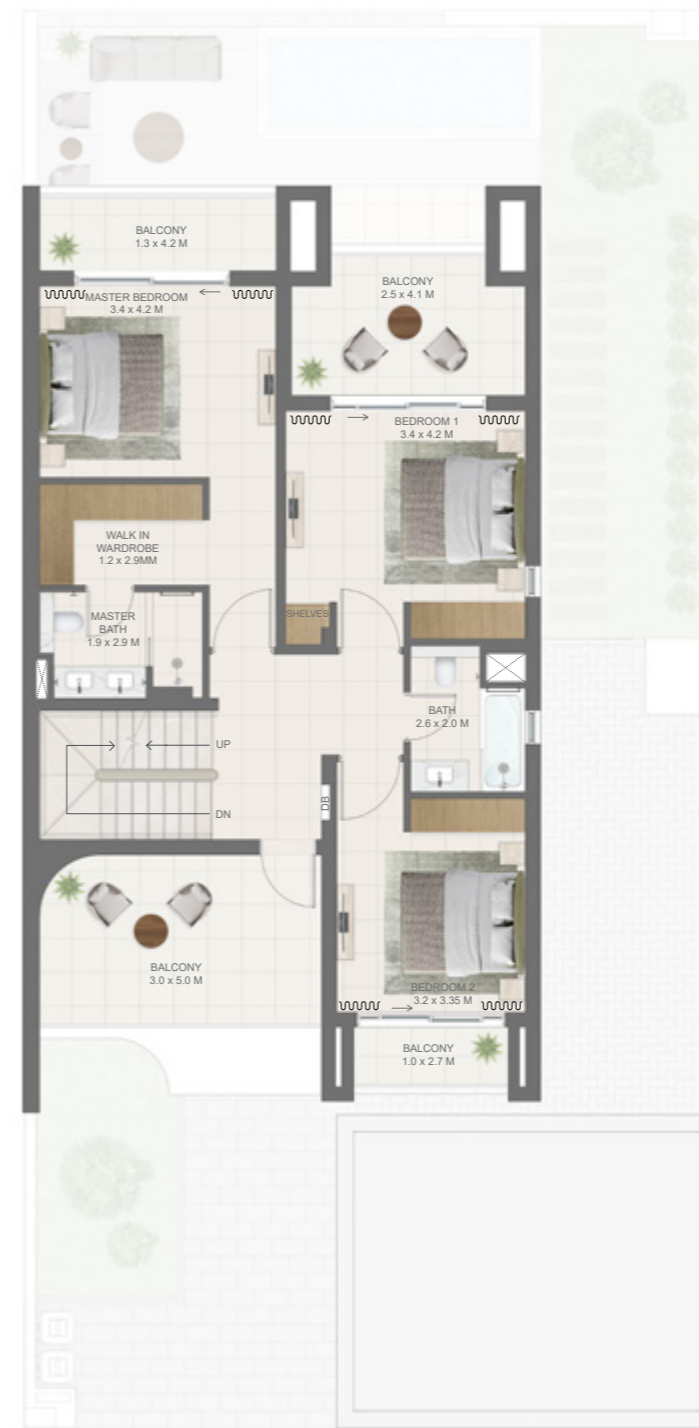 BALCONY
1.3 x 4.2 M
MASTER BEDROOM
3.4 x 4.2 M
BALCONY
2.5 x 4.1 M
BEDROOM 1
3.4 x 4.2 M
WALK IN
WARDROBE
1.2 x 2.9MM
MASTER
BATH
1.9 x 2.9 M
SHELVES
BATH
2.6 x 2.0 M
UP
DN
DB
BALCONY
3.0 x 5.0 M
BEDROOM 2
3.2 x 3.35 M
BALCONY
1.0 x 2.7 M